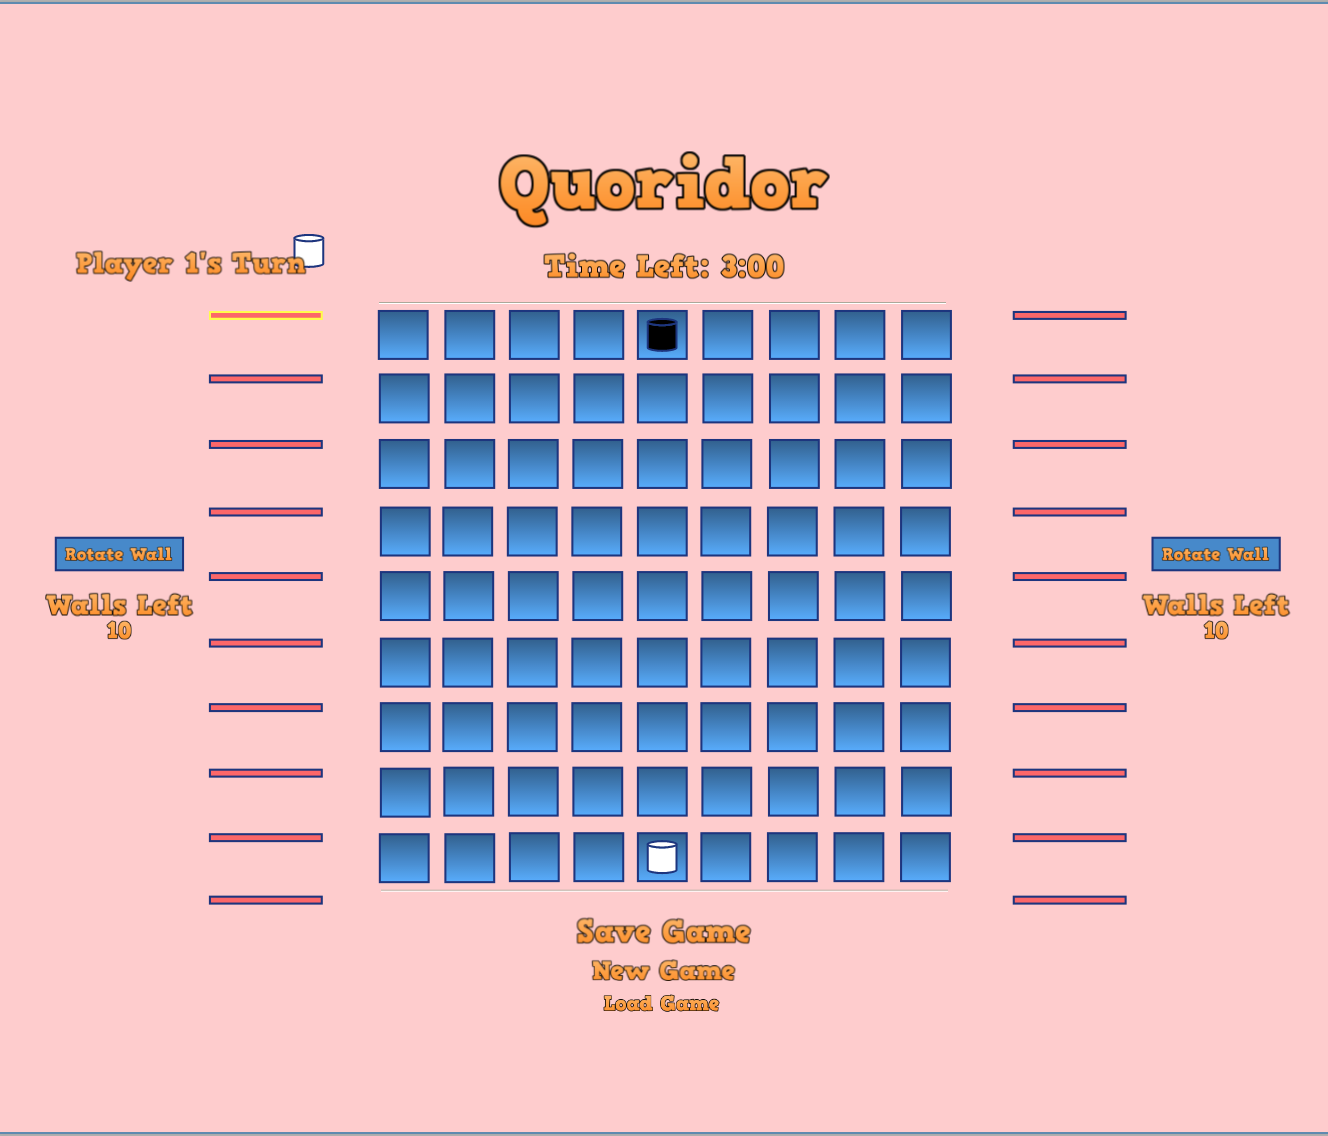 Quoridor
Player 1's Turn
Time Left: 3:00
Rotate Wall
Walls Left
10
Rotate Wall
Walls Left
10
Save Game
New Game
Load Game